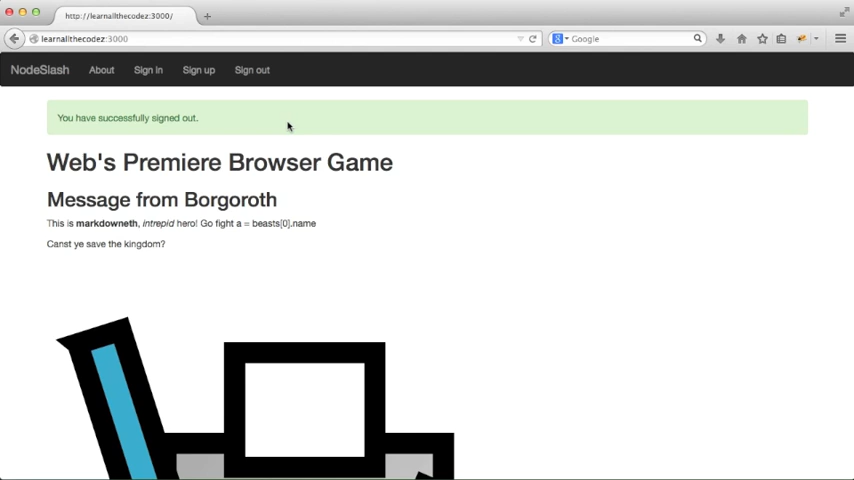 http://learnallthecodez:3000/
learnallthecodez:3000
Google
NodeSlash About Sign in Sign up Sign out
You have successfully signed out.
Web's Premiere Browser Game
Message from Borgoroth
This is markdowneth, intrepid hero! Go fight a = beasts[0].name
Canst ye save the kingdom?